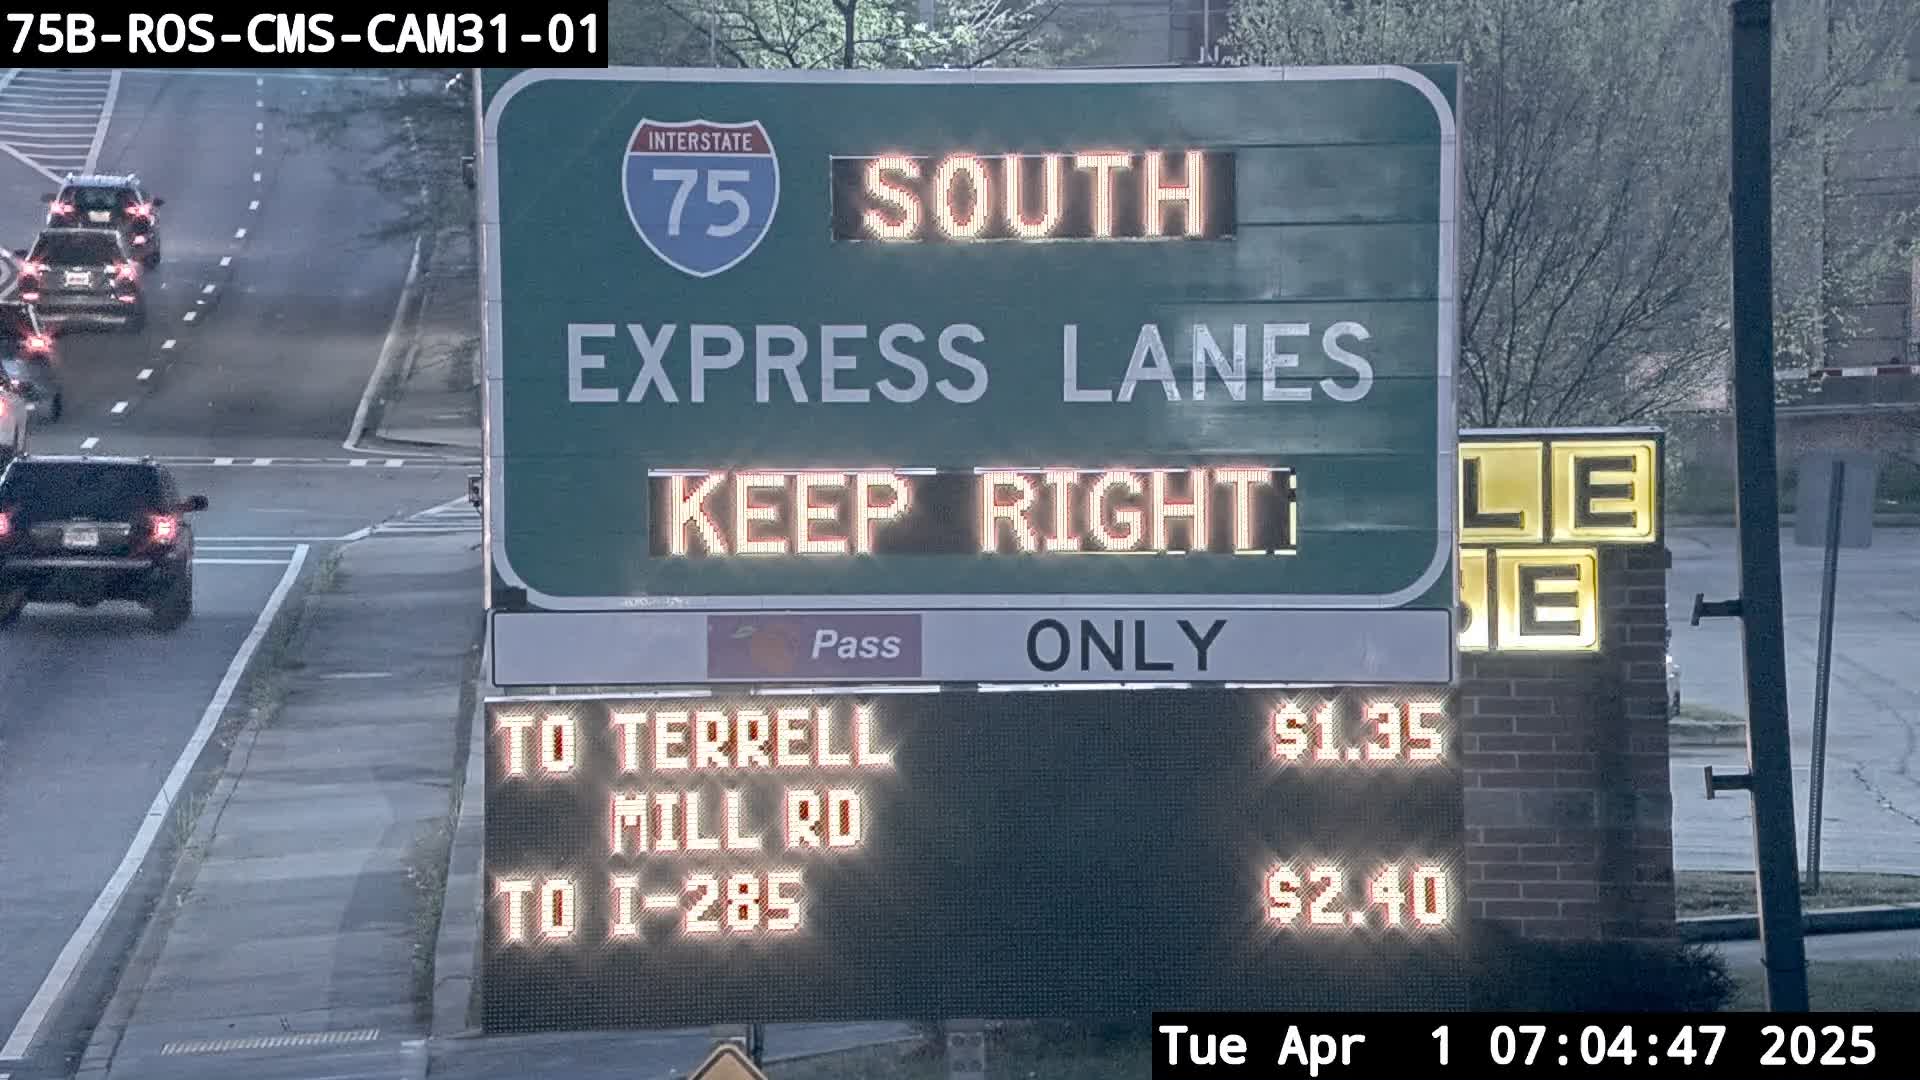 75B-ROS-CMS-CAM31-01
INTERSTATE
75
SOUTH
EXPRESS LANES
KEEP RIGHT
LE
E
Pass ONLY
TO TERRELL $1.35
MILL RD
TO I-285 $2.40
Tue Apr 1 07:04:47 2025